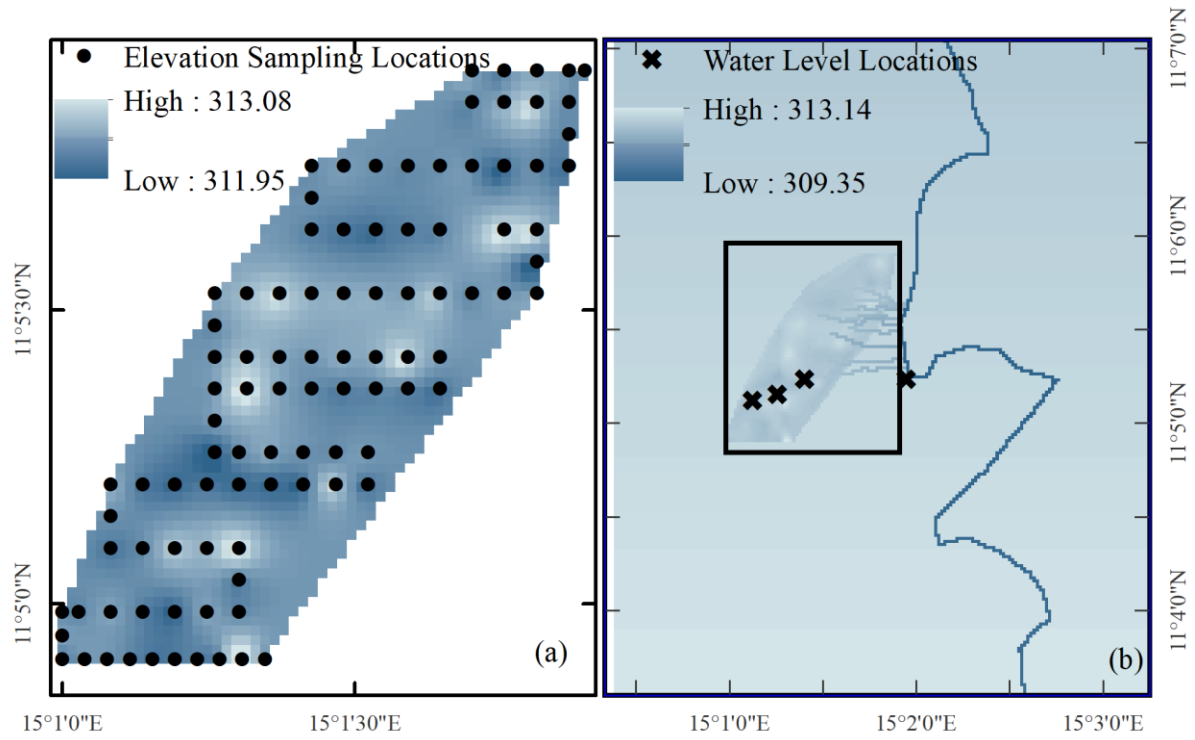 Elevation Sampling Locations
High : 313.08
Low : 311.95
(a)
11°5'30"N
11°5'0"N
15°1'0"E
15°1'30"E
Water Level Locations
High : 313.14
Low : 309.35
(b)
11°7'0"N
11°6'0"N
11°5'0"N
11°4'0"N
15°1'0"E
15°2'0"E
15°3'0"E